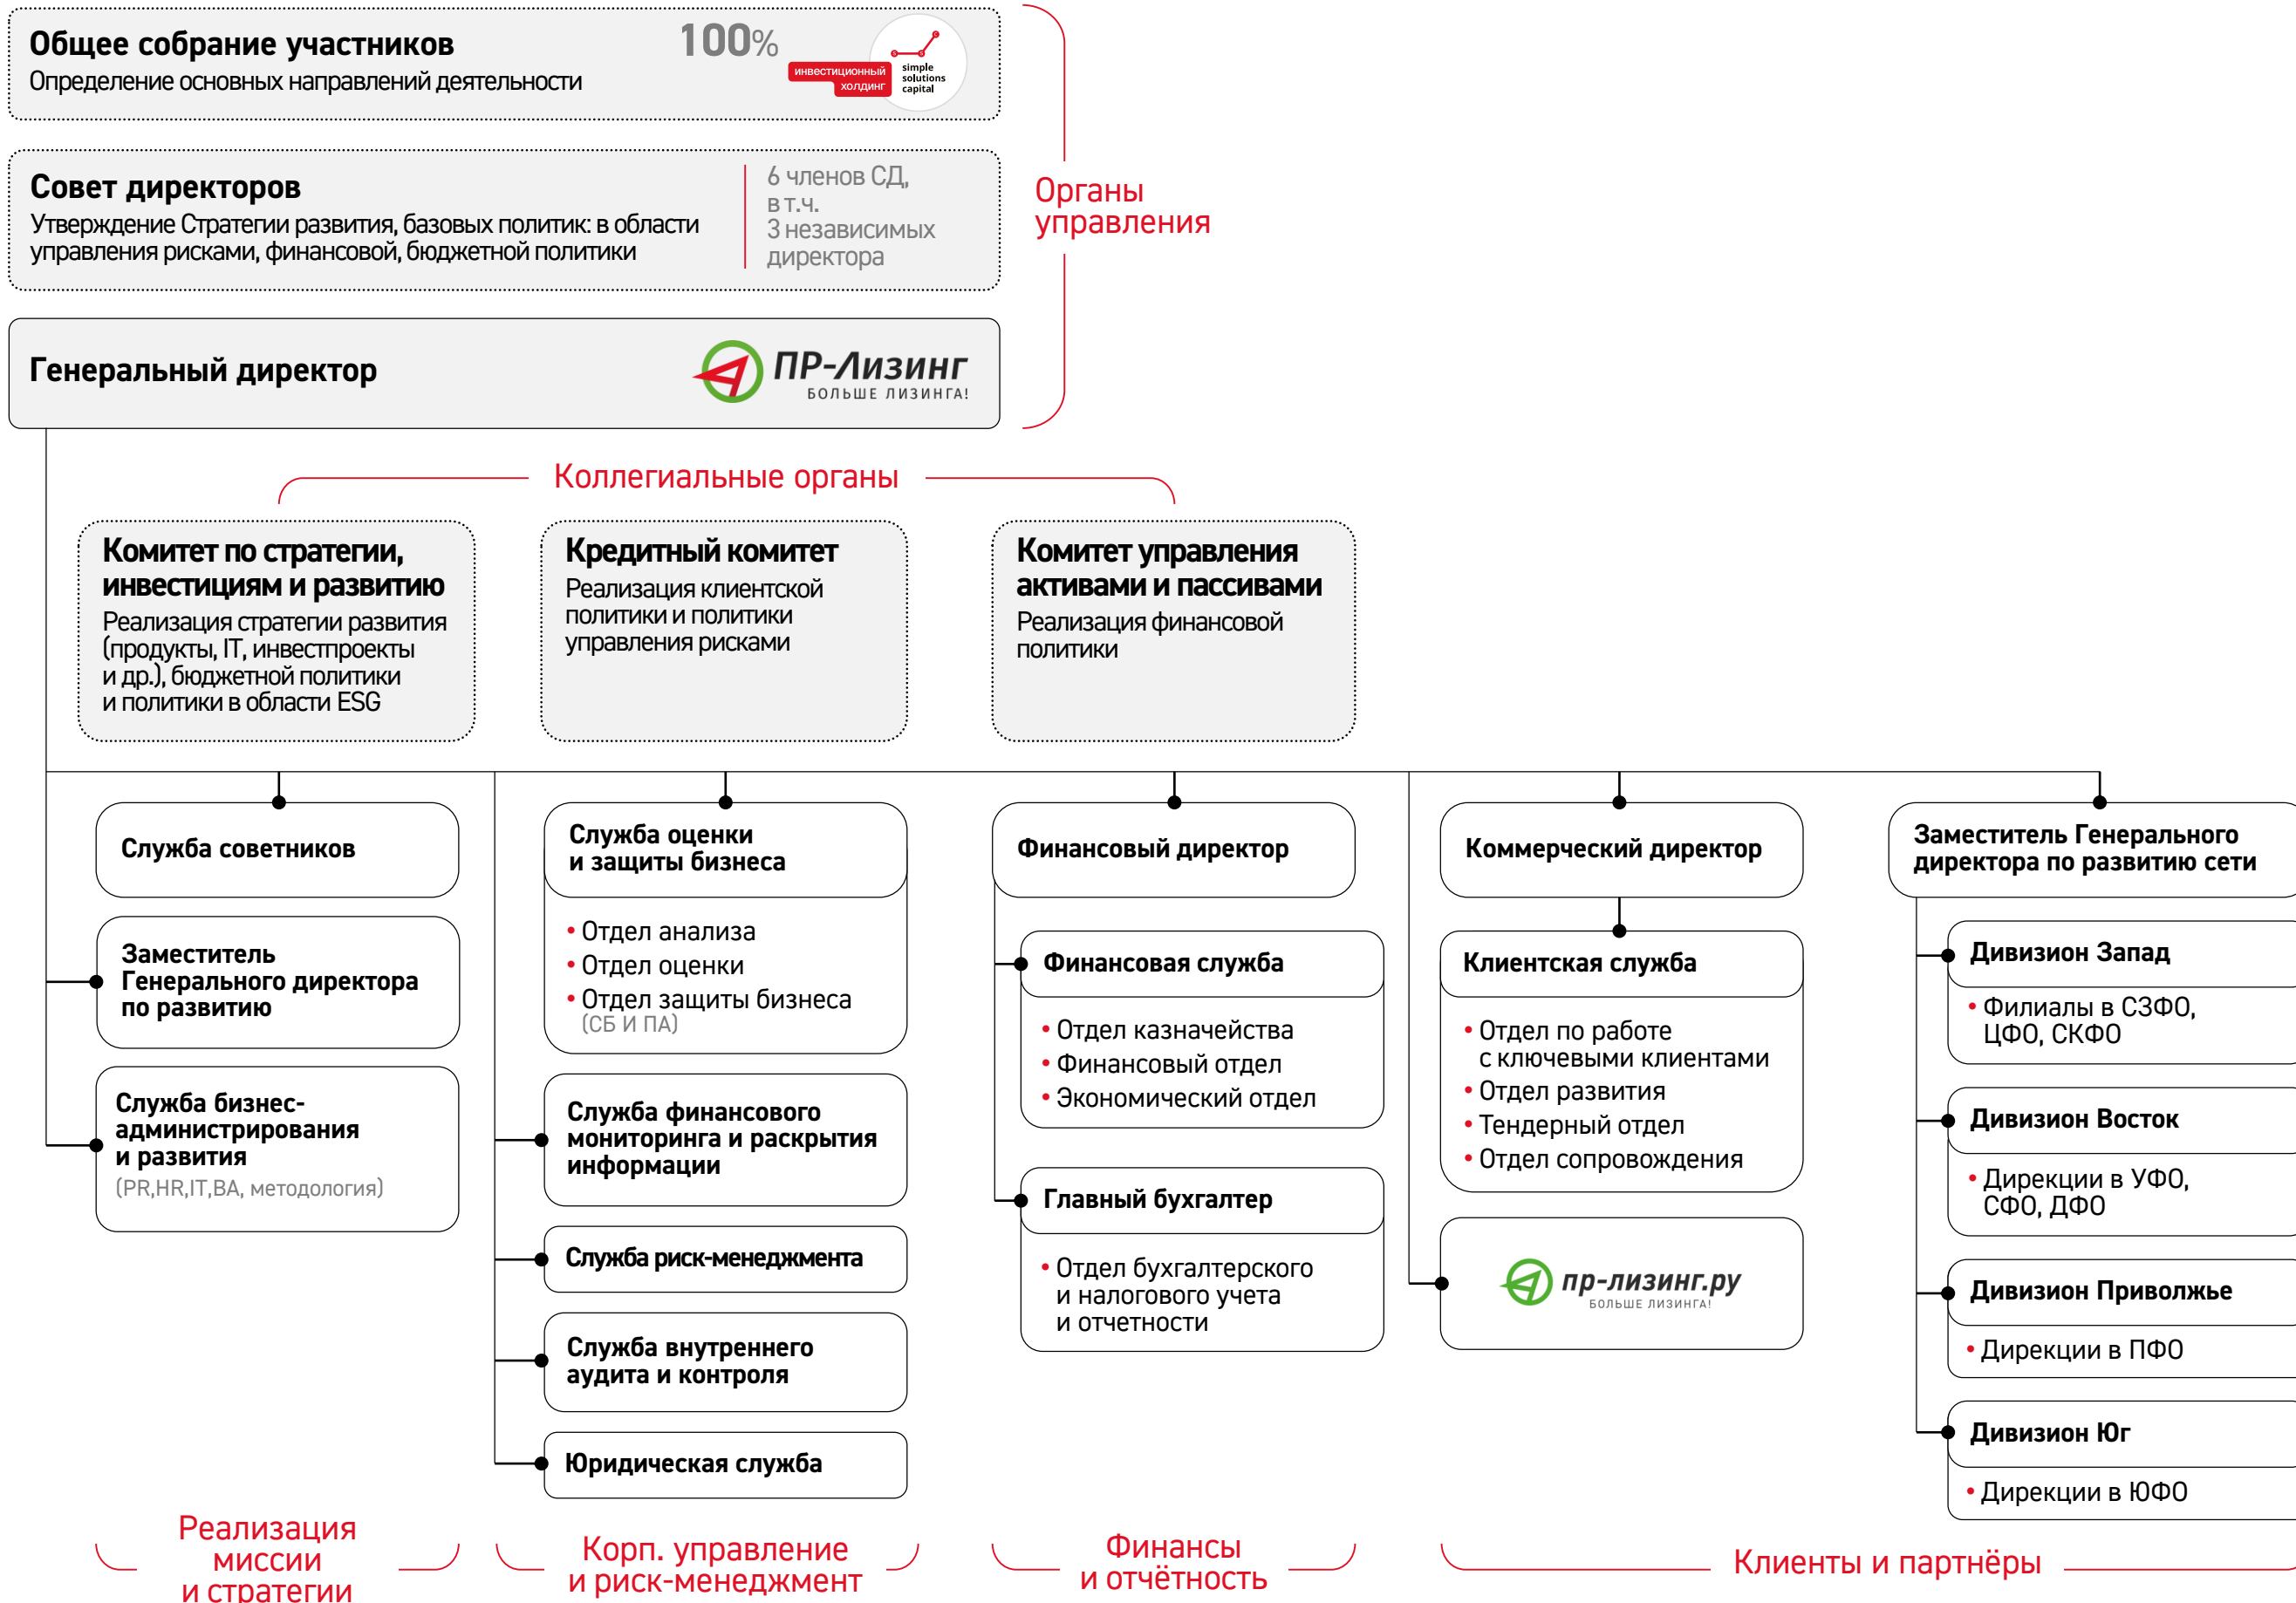 Общее собрание участников
Определение основных направлений деятельности
100%
инвестиционный
холдинг
simple
solutions
capital
Совет директоров
Утверждение Стратегии развития, базовых политик: в области
управления рисками, финансовой, бюджетной политики
6 членов СД,
в т.ч.
3 независимых
директора
Органы
управления
Генеральный директор
ПР-Лизинг
БОЛЬШЕ ЛИЗИНГА!
Коллегиальные органы
Комитет по стратегии,
инвестициям и развитию
Реализация стратегии развития
(продукты, IT, инвестпроекты
и др.), бюджетной политики
и политики в области ESG
Кредитный комитет
Реализация клиентской
политики и политики
управления рисками
Комитет управления
активами и пассивами
Реализация финансовой
политики
Служба советников
Заместитель
Генерального директора
по развитию
Служба бизнес-
администрирования
и развития
(PR,HR,IT,BA, методология)
Служба оценки
и защиты бизнеса
• Отдел анализа
• Отдел оценки
• Отдел защиты бизнеса
(СБ И ПА)
Служба финансового
мониторинга и раскрытия
информации
Служба риск-менеджмента
Служба внутреннего
аудита и контроля
Юридическая служба
Финансовый директор
Финансовая служба
• Отдел казначейства
• Финансовый отдел
• Экономический отдел
Главный бухгалтер
• Отдел бухгалтерского
и налогового учета
и отчетности
Коммерческий директор
Клиентская служба
• Отдел по работе
с ключевыми клиентами
• Отдел развития
• Тендерный отдел
• Отдел сопровождения
пр-лизинг.ру
БОЛЬШЕ ЛИЗИНГА!
Заместитель Генерального
директора по развитию сети
Дивизион Запад
• Филиалы в СЗФО,
ЦФО, СКФО
Дивизион Восток
• Дирекции в УФО,
СФО, ДФО
Дивизион Приволжье
• Дирекции в ПФО
Дивизион Юг
• Дирекции в ЮФО
Реализация
миссии
и стратегии
Корп. управление
и риск-менеджмент
Финансы
и отчётность
Клиенты и партнёры